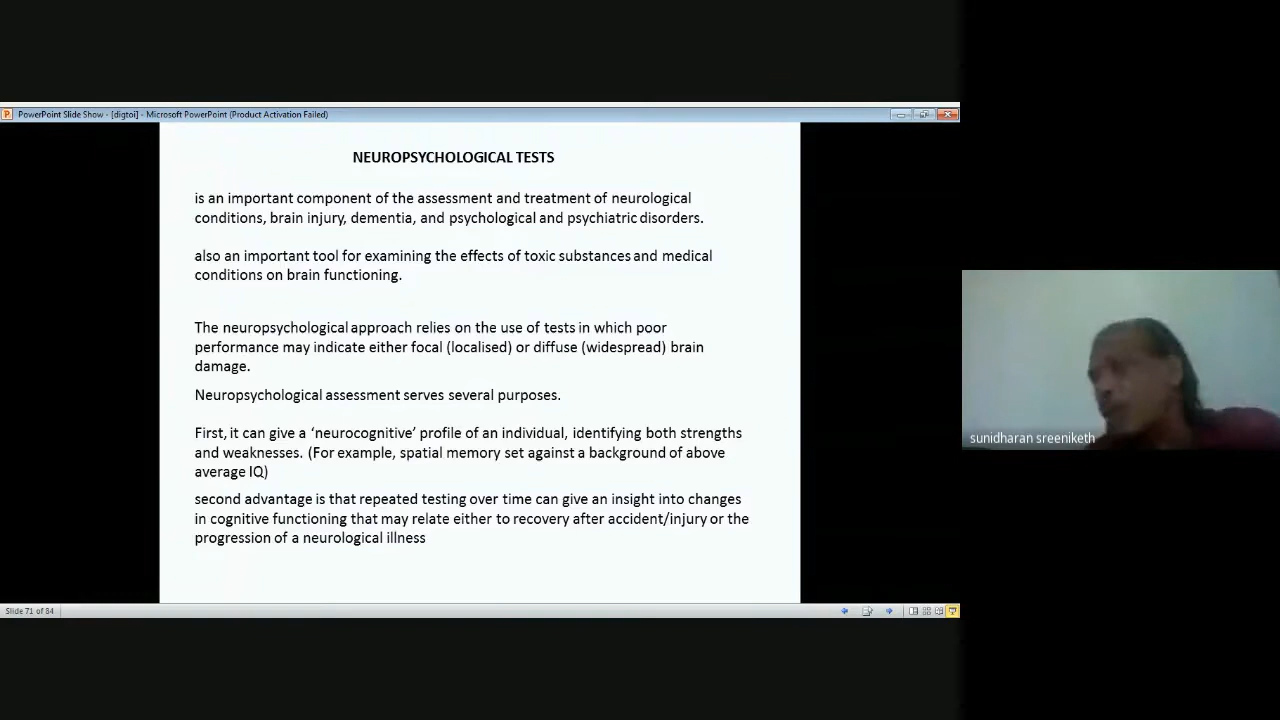 PowerPoint Slide Show - [digtoi] - Microsoft PowerPoint (Product Activation Failed)
NEUROPSYCHOLOGICAL TESTS
is an important component of the assessment and treatment of neurological
conditions, brain injury, dementia, and psychological and psychiatric disorders.
also an important tool for examining the effects of toxic substances and medical
conditions on brain functioning.
The neuropsychological approach relies on the use of tests in which poor
performance may indicate either focal (localised) or diffuse (widespread) brain
damage.
Neuropsychological assessment serves several purposes.
First, it can give a ‘neurocognitive’ profile of an individual, identifying both strengths
and weaknesses. (For example, spatial memory set against a background of above
average IQ)
second advantage is that repeated testing over time can give an insight into changes
in cognitive functioning that may relate either to recovery after accident/injury or the
progression of a neurological illness
sunidharan sreeniketh
Slide 71 of 84